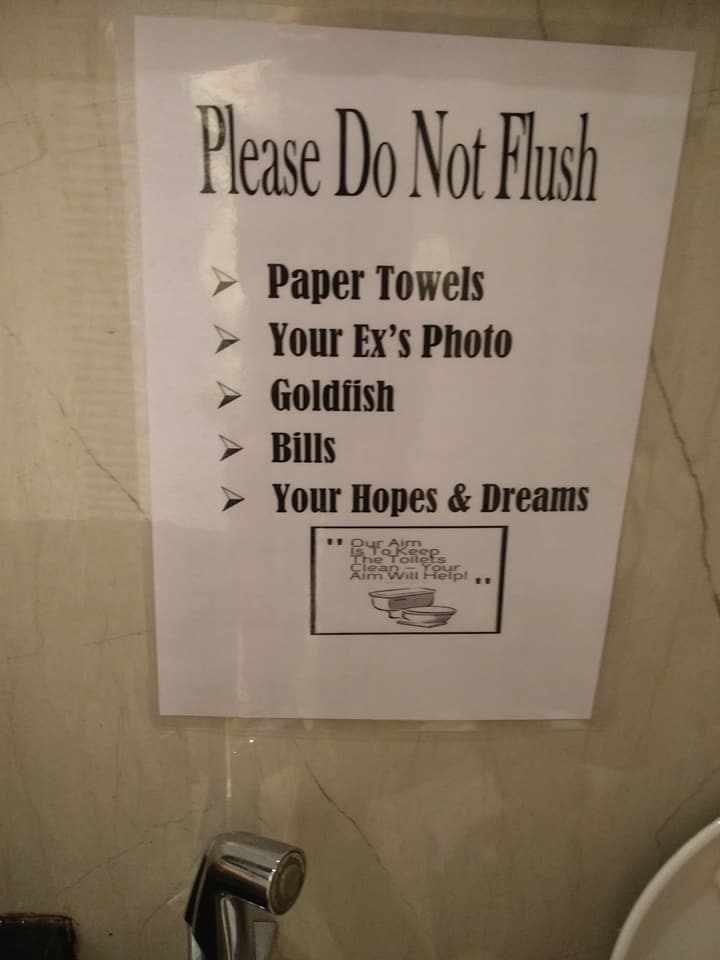 Please Do Not Flush
Paper Towels
Your Ex's Photo
Goldfish
Bills
Your Hopes & Dreams
"Our Aim
Is To Keep
The Toilets
Clean – Your
Aim Will Help!"